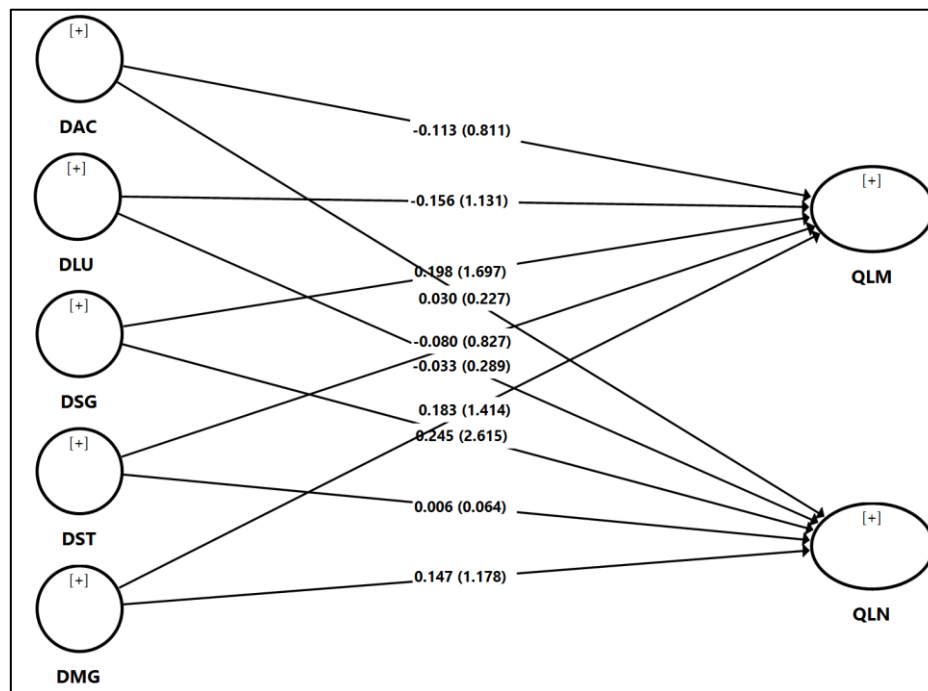 [+]
DAC
[+]
DLU
[+]
DSG
[+]
DST
[+]
DMG
-0.113 (0.811)
-0.156 (1.131)
0.198 (1.697)
0.030 (0.227)
-0.080 (0.827)
-0.033 (0.289)
0.183 (1.414)
0.245 (2.615)
0.006 (0.064)
0.147 (1.178)
[+]
QLM
[+]
QLN